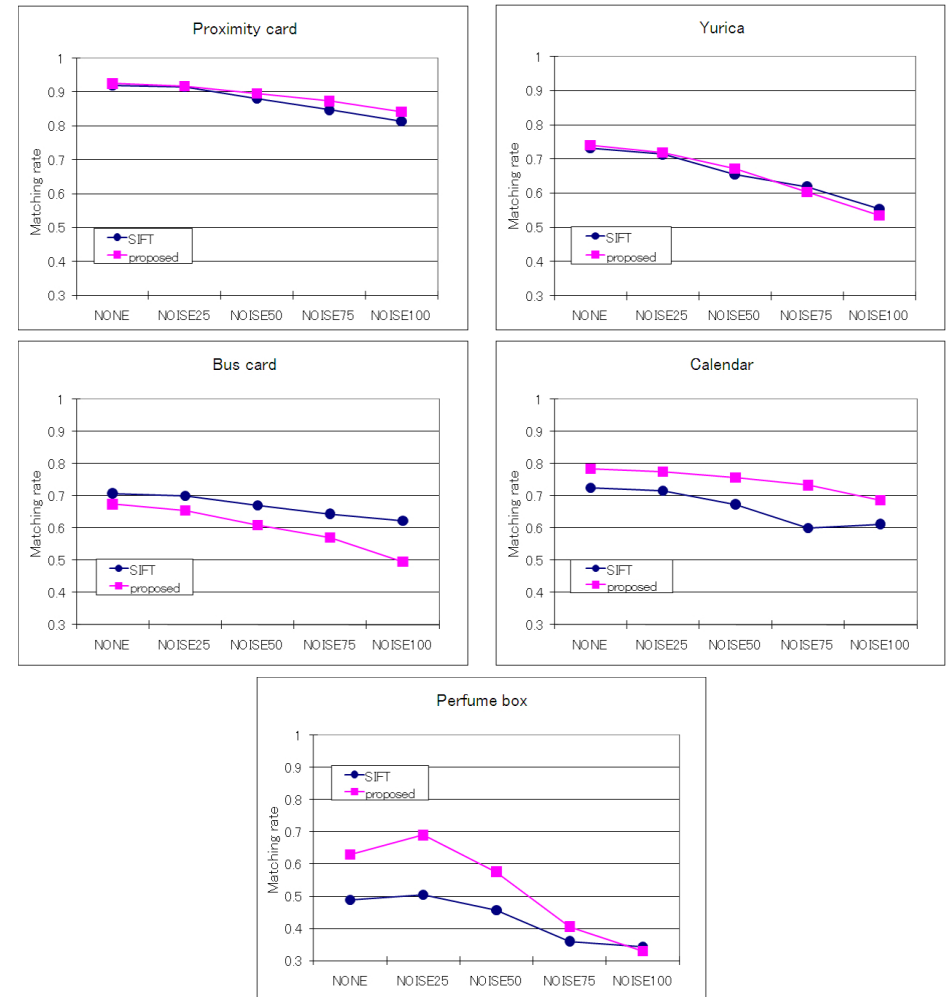 Proximity card
1
0.9
0.8
0.7
0.6
0.5
0.4
0.3
Matching rate
SIFT
proposed
NONE NOISE25 NOISE50 NOISE75 NOISE100
Yurica
1
0.9
0.8
0.7
0.6
0.5
0.4
0.3
Matching rate
SIFT
proposed
NONE NOISE25 NOISE50 NOISE75 NOISE100
Bus card
1
0.9
0.8
0.7
0.6
0.5
0.4
0.3
Matching rate
SIFT
proposed
NONE NOISE25 NOISE50 NOISE75 NOISE100
Calendar
1
0.9
0.8
0.7
0.6
0.5
0.4
0.3
Matching rate
SIFT
proposed
NONE NOISE25 NOISE50 NOISE75 NOISE100
Perfume box
1
0.9
0.8
0.7
0.6
0.5
0.4
0.3
Matching rate
SIFT
proposed
NONE NOISE25 NOISE50 NOISE75 NOISE100